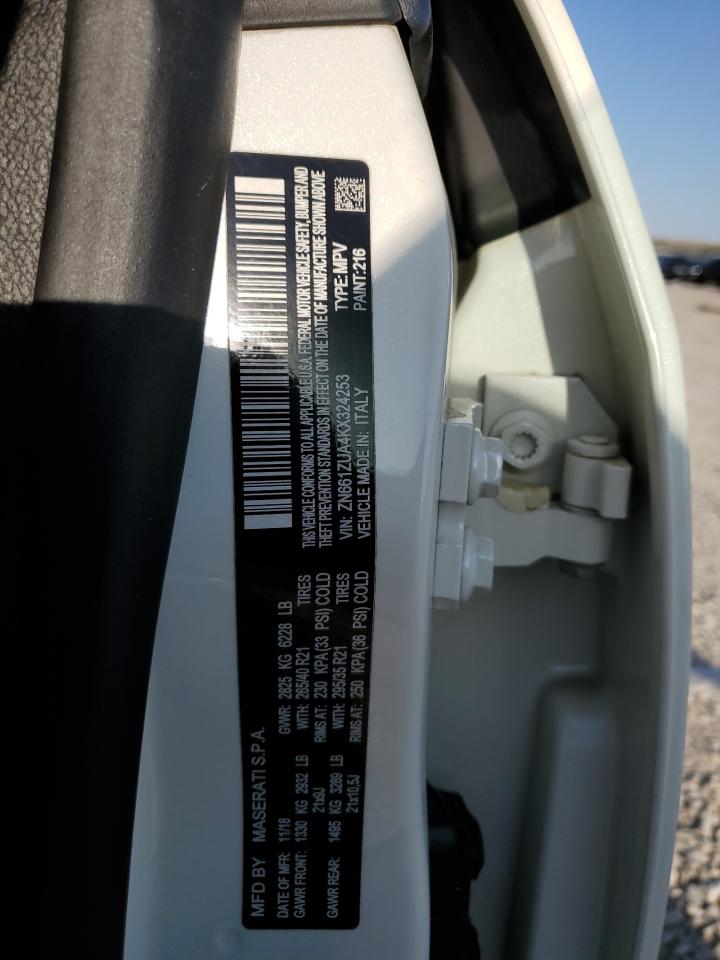 MFD BY MASERATI S.P.A.
DATE OF MFR: 11/18 GVWR: 2825 KG 6228 LB
GAWR FRONT: 1330 KG 2932 LB WITH: 265/40 R21 TIRES
21x9J RIMS AT: 230 KPA(33 PSI) COLD
GAWR REAR: 1495 KG 3289 LB WITH: 295/35 R21 TIRES
21x10,5J RIMS AT: 250 KPA(36 PSI) COLD
THIS VEHICLE CONFORMS TO ALL APPLICABLE U.S.A. FEDERAL MOTOR VEHICLE SAFETY, BUMPER AND
THEFT PREVENTION STANDARDS IN EFFECT ON THE DATE OF MANUFACTURE SHOWN ABOVE
VIN: ZN661ZUA4KX324253 TYPE: MPV
VEHICLE MADE IN: ITALY PAINT:216